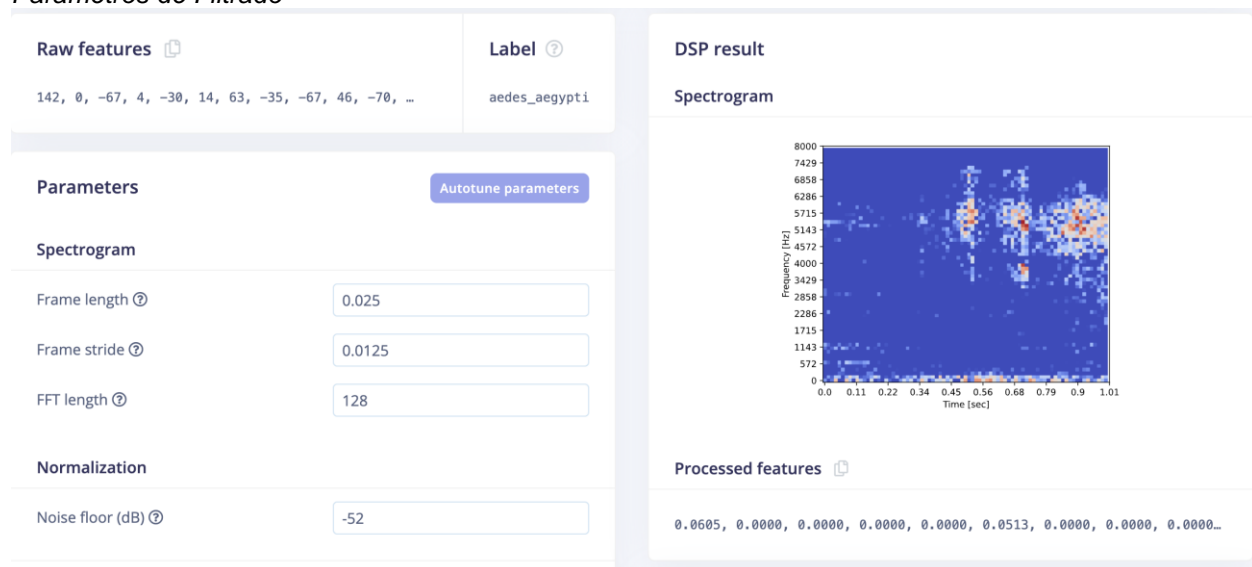 Parámetros de Filtrado
Raw features
142, 0, -67, 4, -30, 14, 63, -35, -67, 46, -70, …
Label
aedes_aegypti
Parameters
Autotune parameters
Spectrogram
Frame length
0.025
Frame stride
0.0125
FFT length
128
Normalization
Noise floor (dB)
-52
DSP result
Spectrogram
8000
7429
6858
6286
5715
5143
4572
4000
3429
2858
2286
1715
1143
572
0
Frequency [Hz]
0.0 0.11 0.22 0.34 0.45 0.56 0.68 0.79 0.9 1.01
Time [sec]
Processed features
0.0605, 0.0000, 0.0000, 0.0000, 0.0000, 0.0513, 0.0000, 0.0000, 0.0000…